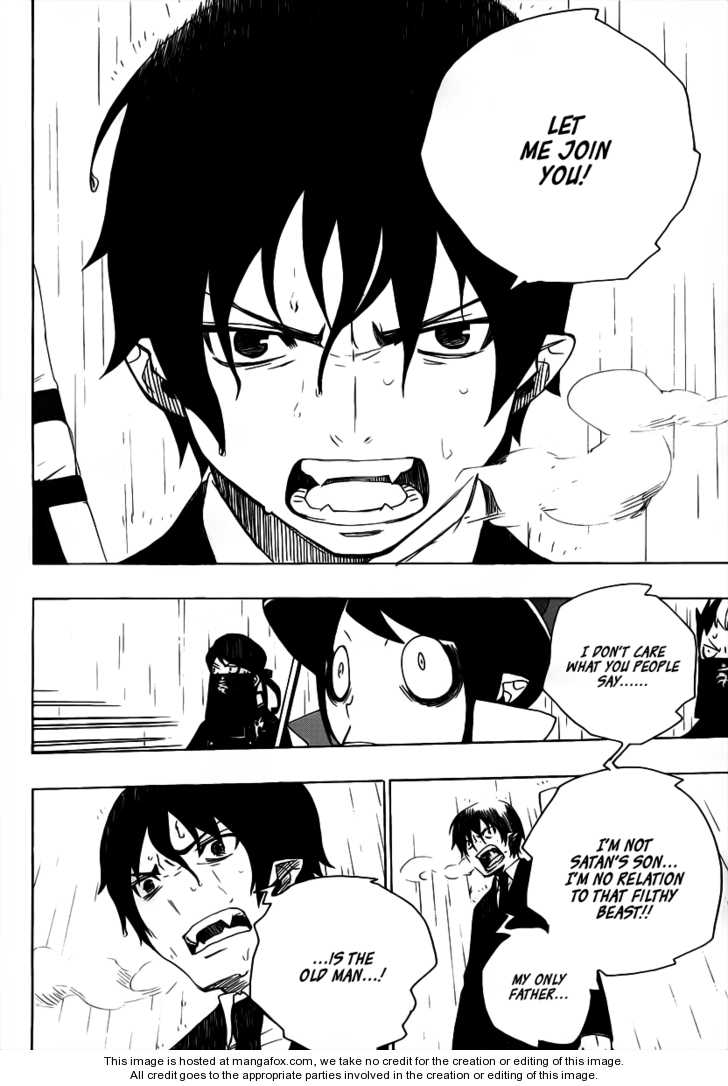 LET
ME JOIN
YOU!
I DON'T CARE
WHAT YOU PEOPLE
SAY......
I'M NOT
SATAN'S SON...
I'M NO RELATION
TO THAT FILTHY
BEAST!!
MY ONLY
FATHER...
...IS THE
OLD MAN...!
This image is hosted at mangafox.com, we take no credit for the creation or editing of this image.
All credit goes to the appropriate parties involved in the creation or editing of this image.